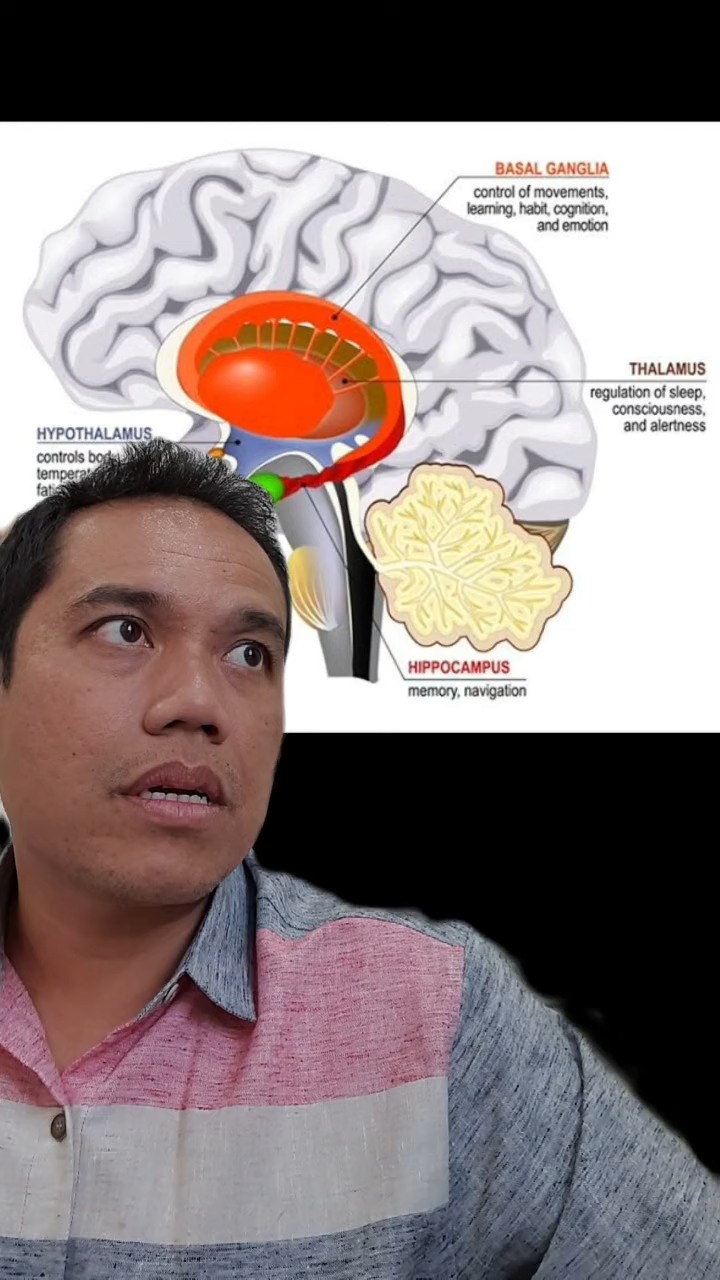 BASAL GANGLIA
control of movements,
learning, habit, cognition,
and emotion
THALAMUS
regulation of sleep,
consciousness,
and alertness
HYPOTHALAMUS
controls
HIPPOCAMPUS
memory, navigation